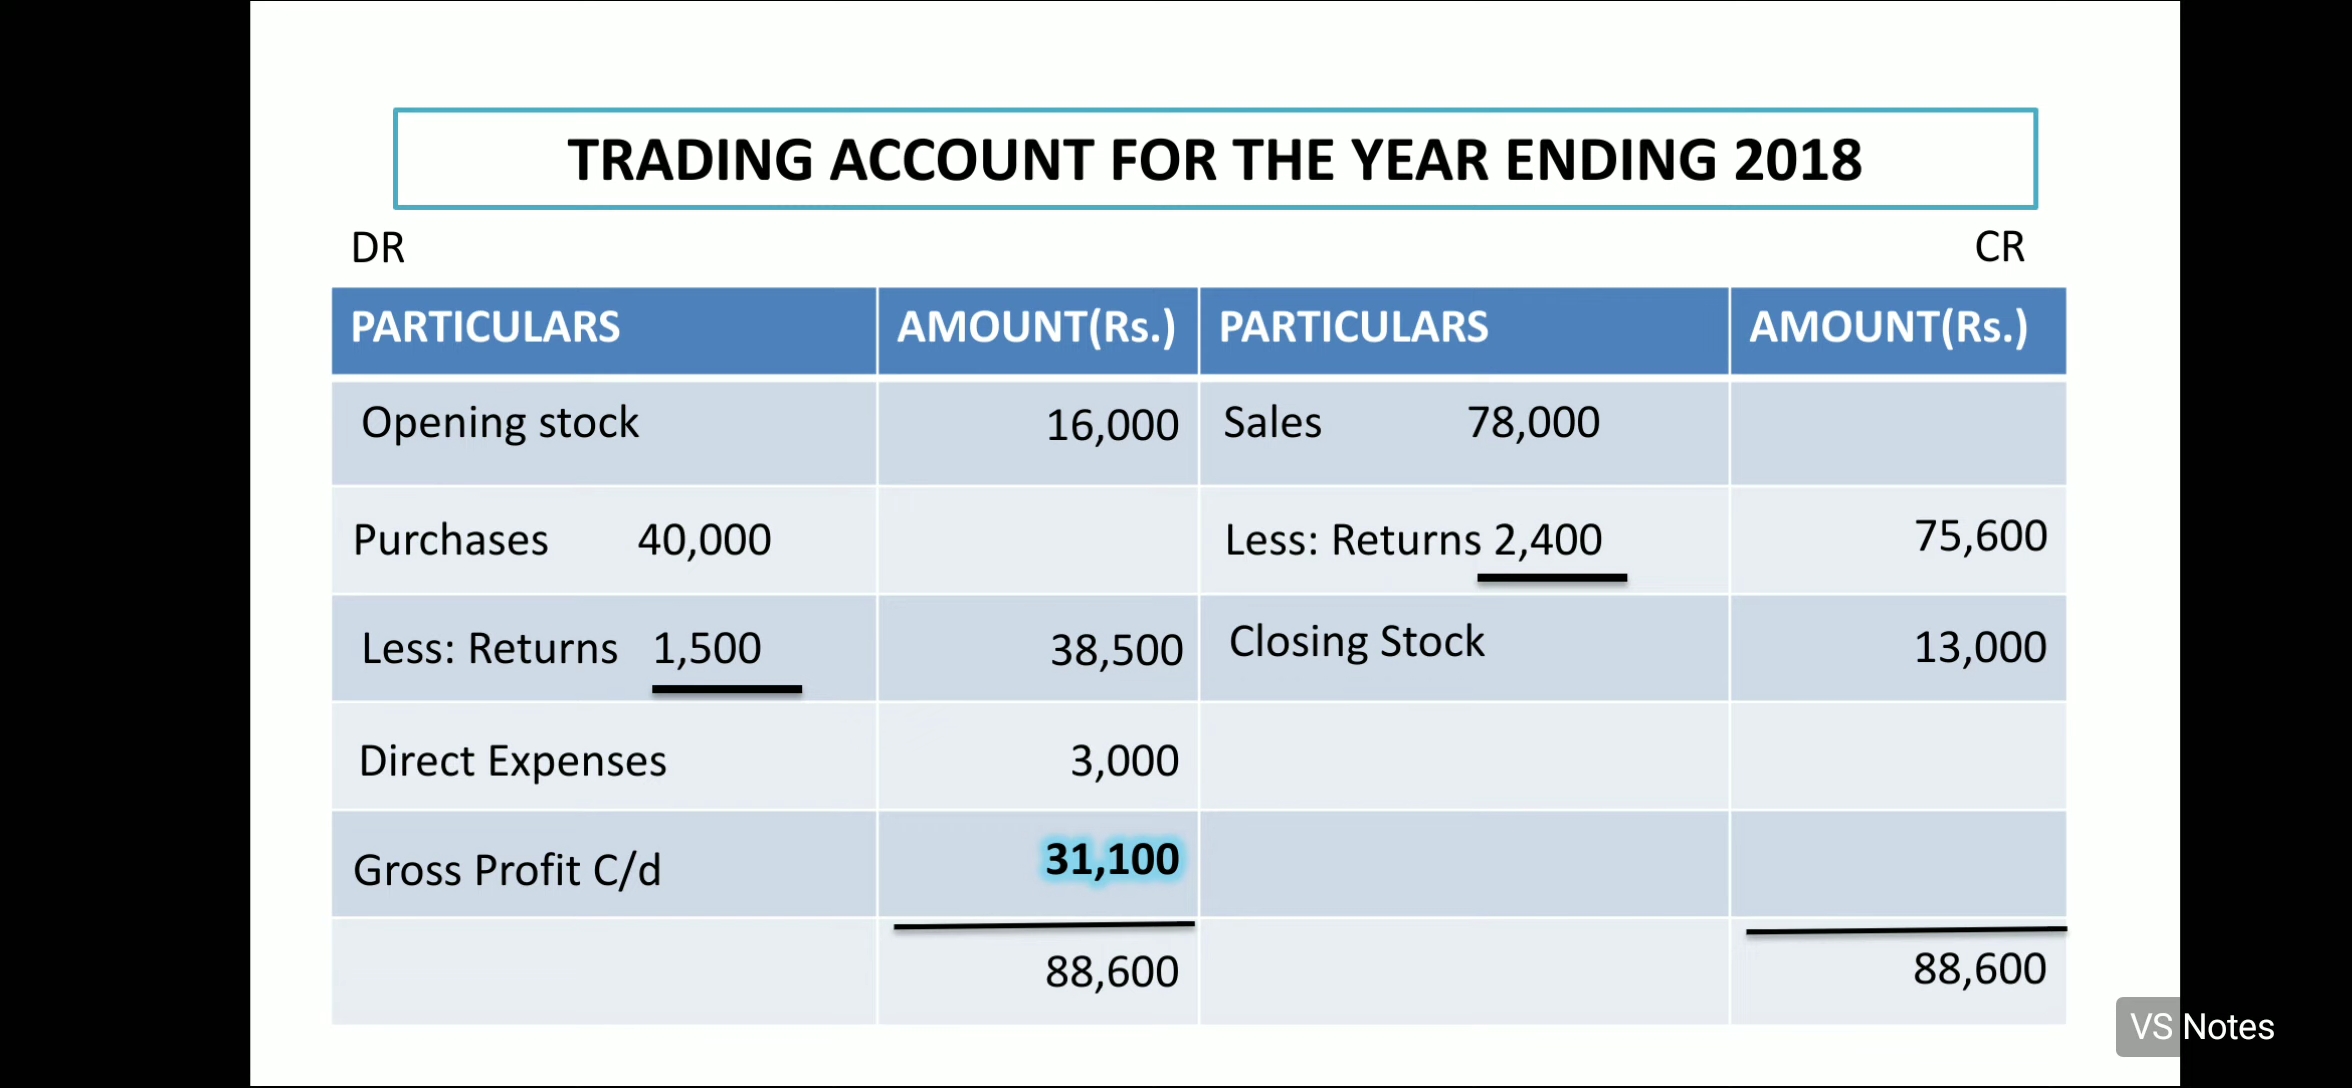 TRADING ACCOUNT FOR THE YEAR ENDING 2018
DR CR
PARTICULARS AMOUNT(Rs.) PARTICULARS AMOUNT(Rs.)
Opening stock 16,000 Sales 78,000
Purchases 40,000 Less: Returns 2,400 75,600
Less: Returns 1,500 38,500 Closing Stock 13,000
Direct Expenses 3,000
Gross Profit C/d 31,100
88,600 88,600
VS Notes